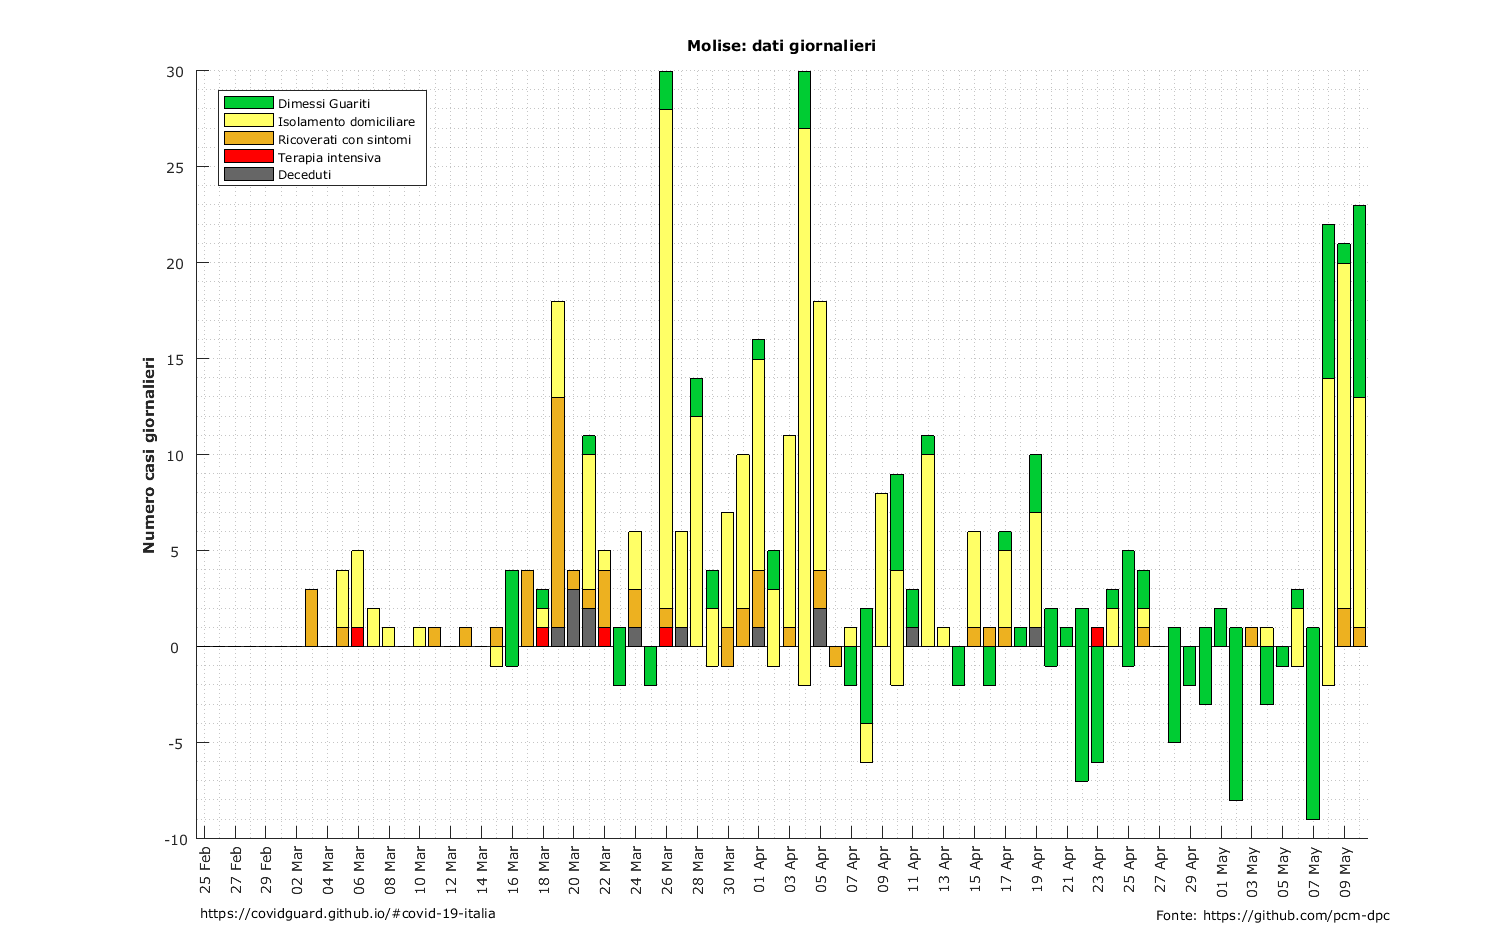 Molise: dati giornalieri
30
25
20
15
10
5
0
-5
-10
Numero casi giornalieri
Dimessi Guariti
Isolamento domiciliare
Ricoverati con sintomi
Terapia intensiva
Deceduti
25 Feb
27 Feb
29 Feb
02 Mar
04 Mar
06 Mar
08 Mar
10 Mar
12 Mar
14 Mar
16 Mar
18 Mar
20 Mar
22 Mar
24 Mar
26 Mar
28 Mar
30 Mar
01 Apr
03 Apr
05 Apr
07 Apr
09 Apr
11 Apr
13 Apr
15 Apr
17 Apr
19 Apr
21 Apr
23 Apr
25 Apr
27 Apr
29 Apr
01 May
03 May
05 May
07 May
09 May
https://covidguard.github.io/#covid-19-italia
Fonte: https://github.com/pcm-dpc